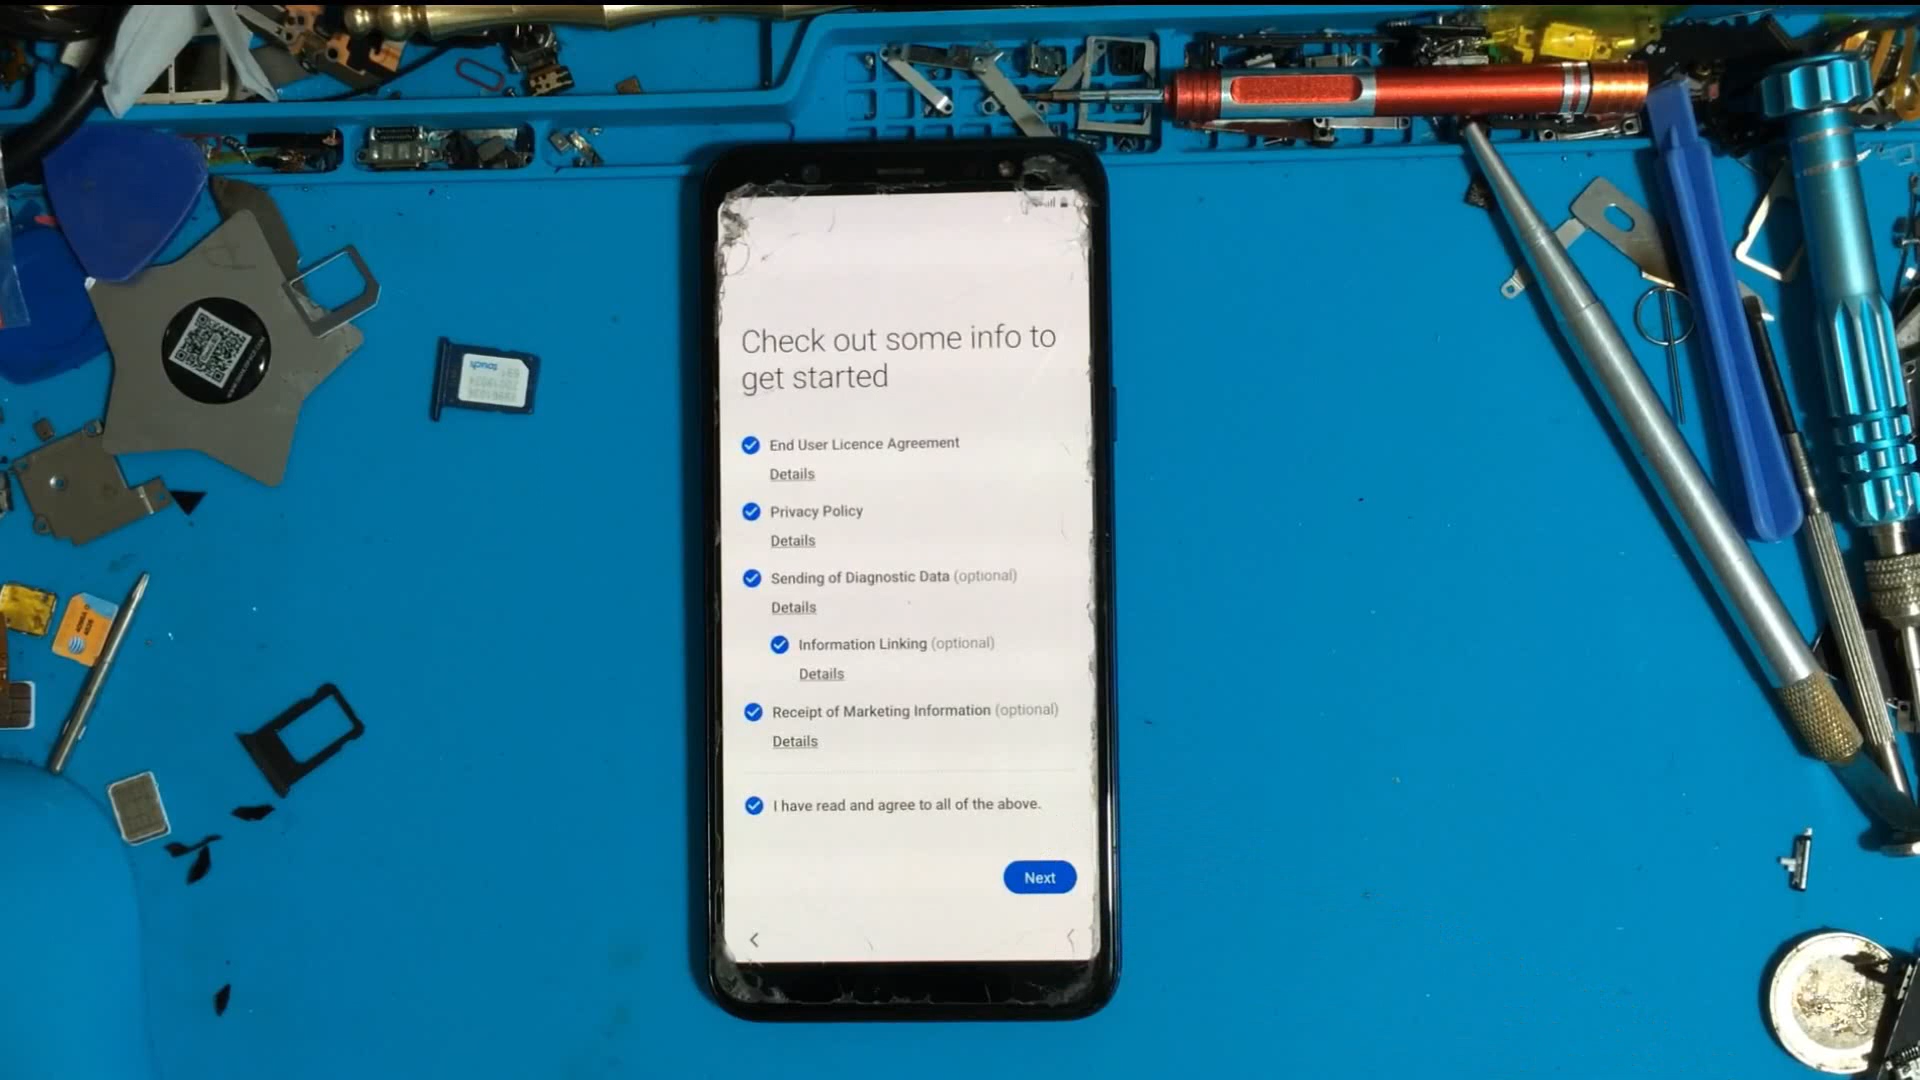 Check out some info to
get started
End User Licence Agreement
Details
Privacy Policy
Details
Sending of Diagnostic Data (optional)
Details
Information Linking (optional)
Details
Receipt of Marketing Information (optional)
Details
I have read and agree to all of the above.
Next
touch